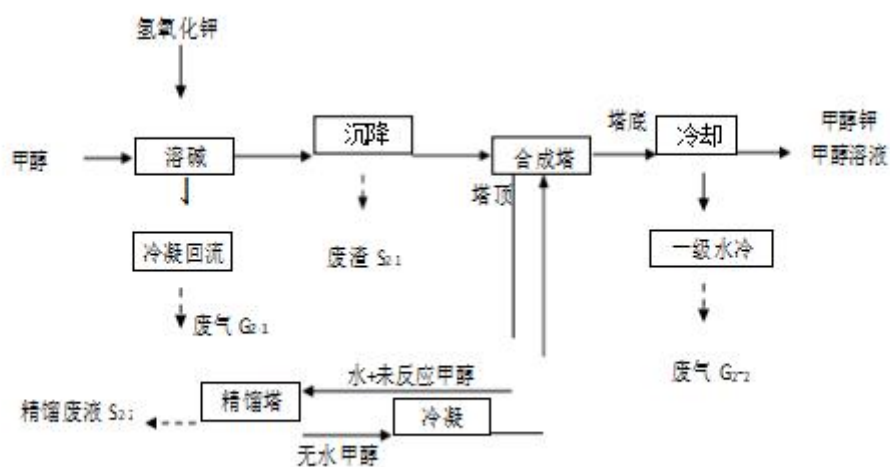 氢氧化钾
甲醇
溶碱
沉降
合成塔
塔底
冷却
甲醇钾
甲醇溶液
塔顶
冷凝回流
废渣 S₂₋₁
一级水冷
废气 G₂₋₁
废气 G₂₋₂
水+未反应甲醇
精馏塔
精馏废液 S₂₋₂
冷凝
无水甲醇